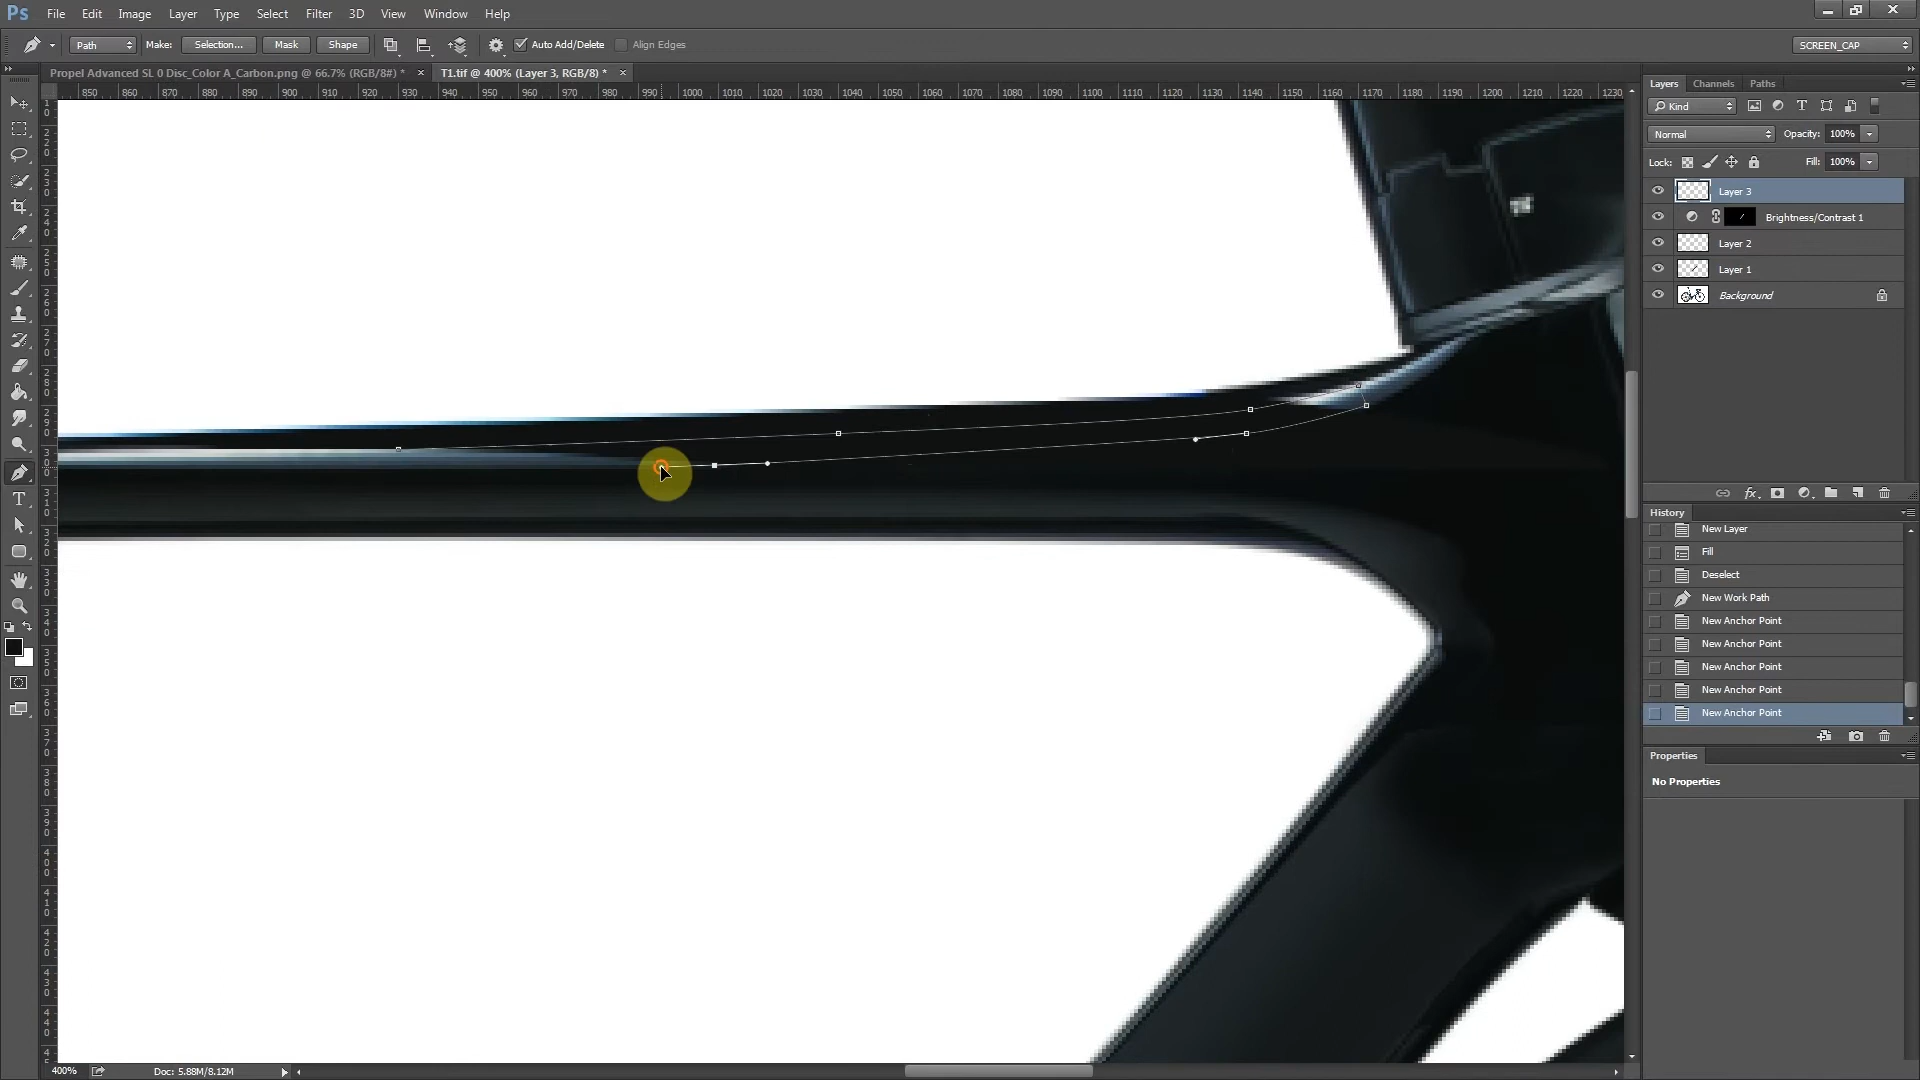 Ps File Edit Image Layer Type Select Filter 3D View Window Help
Path Make: Selection... Mask Shape Auto Add/Delete Align Edges SCREEN_CAP
Propel Advanced SL 0 Disc_Color A_Carbon.png @ 66.7% (RGB/8#) * × T1.tif @ 400% (Layer 3, RGB/8) * ×
850 860 870 880 890 900 910 920 930 940 950 960 970 980 990 1000 1010 1020 1030 1040 1050 1060 1070 1080 1090 1100 1110 1120 1130 1140 1150 1160 1170 1180 1190 1200 1210 1220 1230
Layers Channels Paths
Kind
Normal Opacity: 100%
Lock: Fill: 100%
Layer 3
Brightness/Contrast 1
Layer 2
Layer 1
Background
fx
History
New Layer
Fill
Deselect
New Work Path
New Anchor Point
New Anchor Point
New Anchor Point
New Anchor Point
New Anchor Point
Properties
No Properties
400% Doc: 5.88M/8.12M